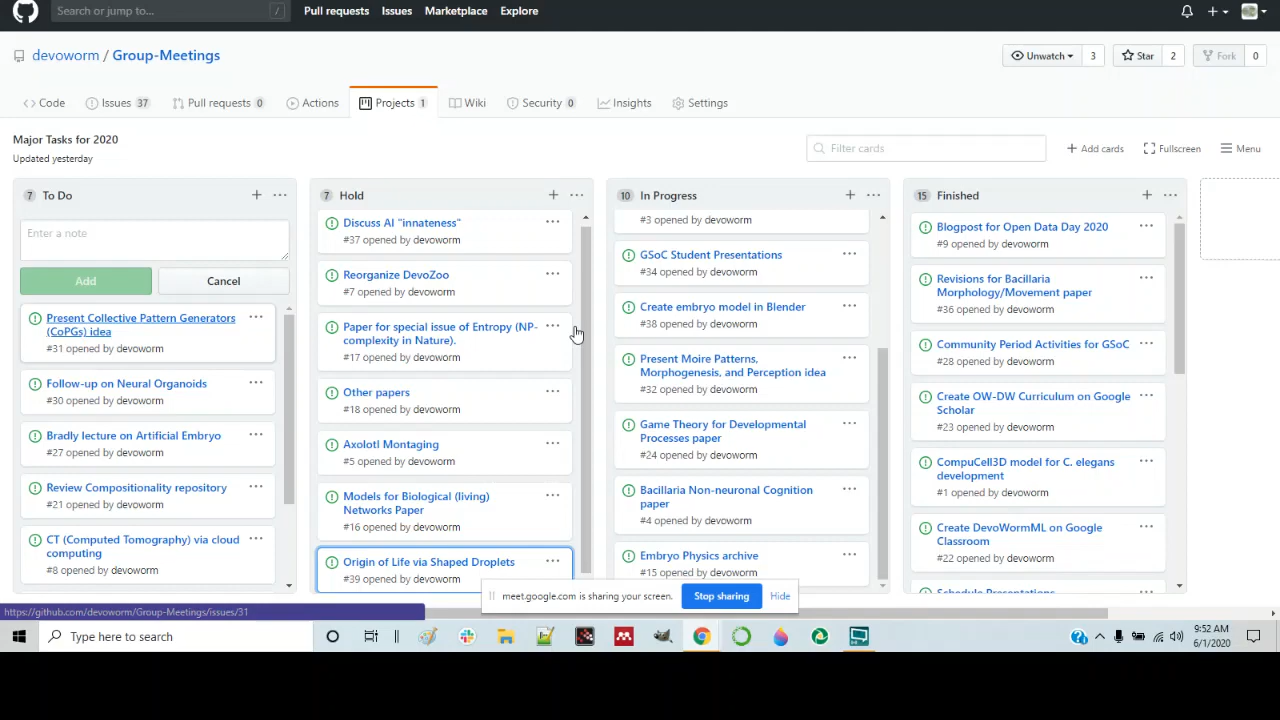 Search or jump to...
/
Pull requests
Issues
Marketplace
Explore
devoworm / Group-Meetings
Unwatch
3
Star
2
Fork
0
Code
Issues 37
Pull requests 0
Actions
Projects 1
Wiki
Security 0
Insights
Settings
Major Tasks for 2020
Updated yesterday
Filter cards
Add cards
Fullscreen
Menu
7 To Do
Enter a note
Add
Cancel
Present Collective Pattern Generators
(CoPGs) idea
#31 opened by devoworm
Follow-up on Neural Organoids
#30 opened by devoworm
Bradly lecture on Artificial Embryo
#27 opened by devoworm
Review Compositionality repository
#21 opened by devoworm
CT (Computed Tomography) via cloud
computing
#8 opened by devoworm
7 Hold
Discuss AI "innateness"
#37 opened by devoworm
Reorganize DevoZoo
#7 opened by devoworm
Paper for special issue of Entropy (NP-
complexity in Nature).
#17 opened by devoworm
Other papers
#18 opened by devoworm
Axolotl Montaging
#5 opened by devoworm
Models for Biological (living)
Networks Paper
#16 opened by devoworm
Origin of Life via Shaped Droplets
#39 opened by devoworm
10 In Progress
#3 opened by devoworm
GSoC Student Presentations
#34 opened by devoworm
Create embryo model in Blender
#38 opened by devoworm
Present Moire Patterns,
Morphogenesis, and Perception idea
#32 opened by devoworm
Game Theory for Developmental
Processes paper
#24 opened by devoworm
Bacillaria Non-neuronal Cognition
paper
#4 opened by devoworm
Embryo Physics archive
#15 opened by devoworm
15 Finished
Blogpost for Open Data Day 2020
#9 opened by devoworm
Revisions for Bacillaria
Morphology/Movement paper
#36 opened by devoworm
Community Period Activities for GSoC
#28 opened by devoworm
Create OW-DW Curriculum on Google
Scholar
#23 opened by devoworm
CompuCell3D model for C. elegans
development
#1 opened by devoworm
Create DevoWormML on Google
Classroom
#22 opened by devoworm
Schedule Presentations
meet.google.com is sharing your screen.
Stop sharing
Hide
https://github.com/devoworm/Group-Meetings/issues/31
Type here to search
9:52 AM
6/1/2020